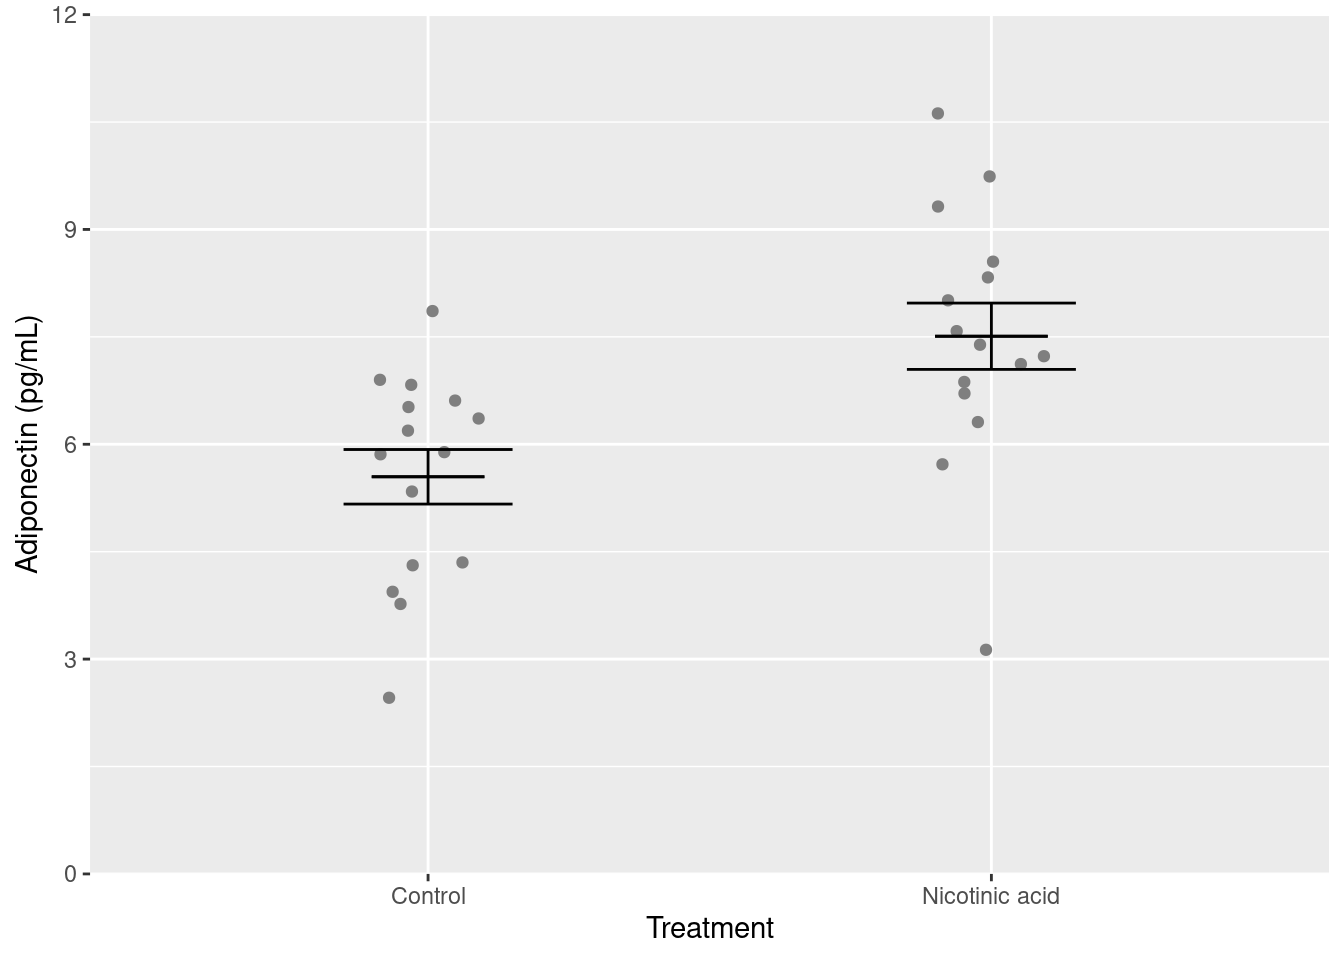 12
9
6
3
0
Adiponectin (pg/mL)
Control
Nicotinic acid
Treatment